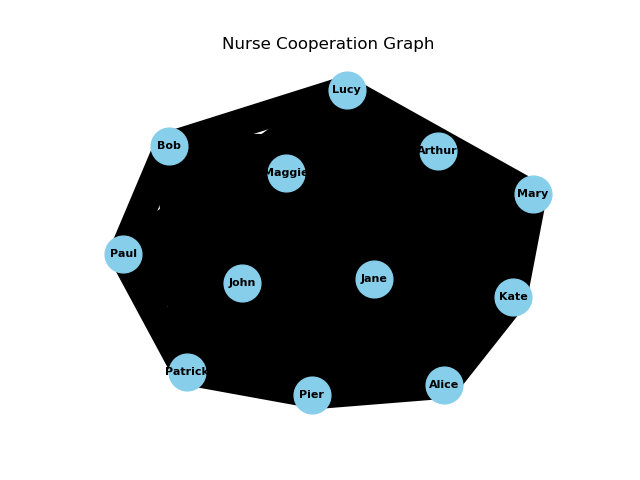 Nurse Cooperation Graph
Lucy
Bob
Arthur
Maggie
Mary
Paul
John
Jane
Kate
Patrick
Alice
Pier